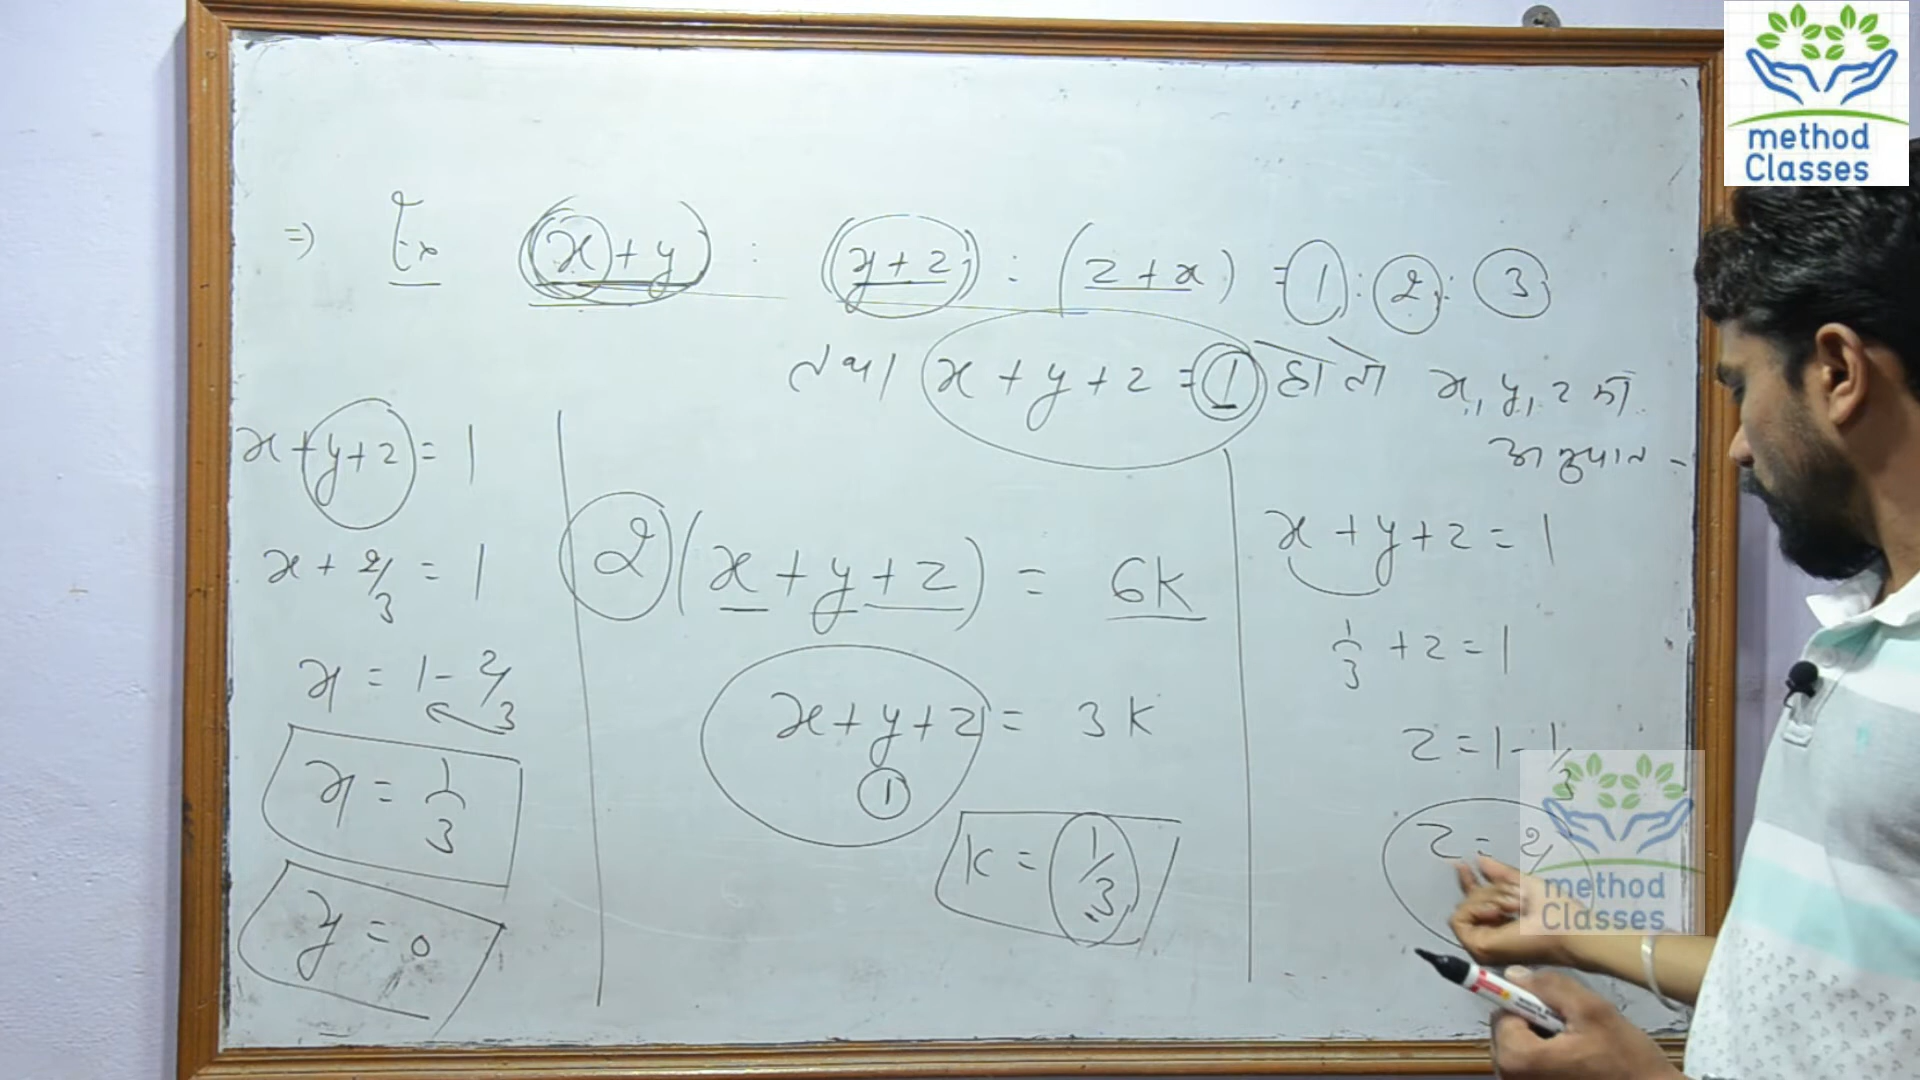 method
Classes
⇒ Ex (x+y) : (y+z) : (z+x) = 1 : 2 : 3
तथा x+y+z = 1 हो तो x, y, z का
अनुपात -
x+y+z = 1
x + 2/3 = 1
x = 1 - 2/3
x = 1/3
y = 0
2(x+y+z) = 6K
x+y+z = 3K
1
K = 1/3
x+y+z = 1
1/3 + z = 1
z = 1 - 1/3
z = 2/
method
Classes